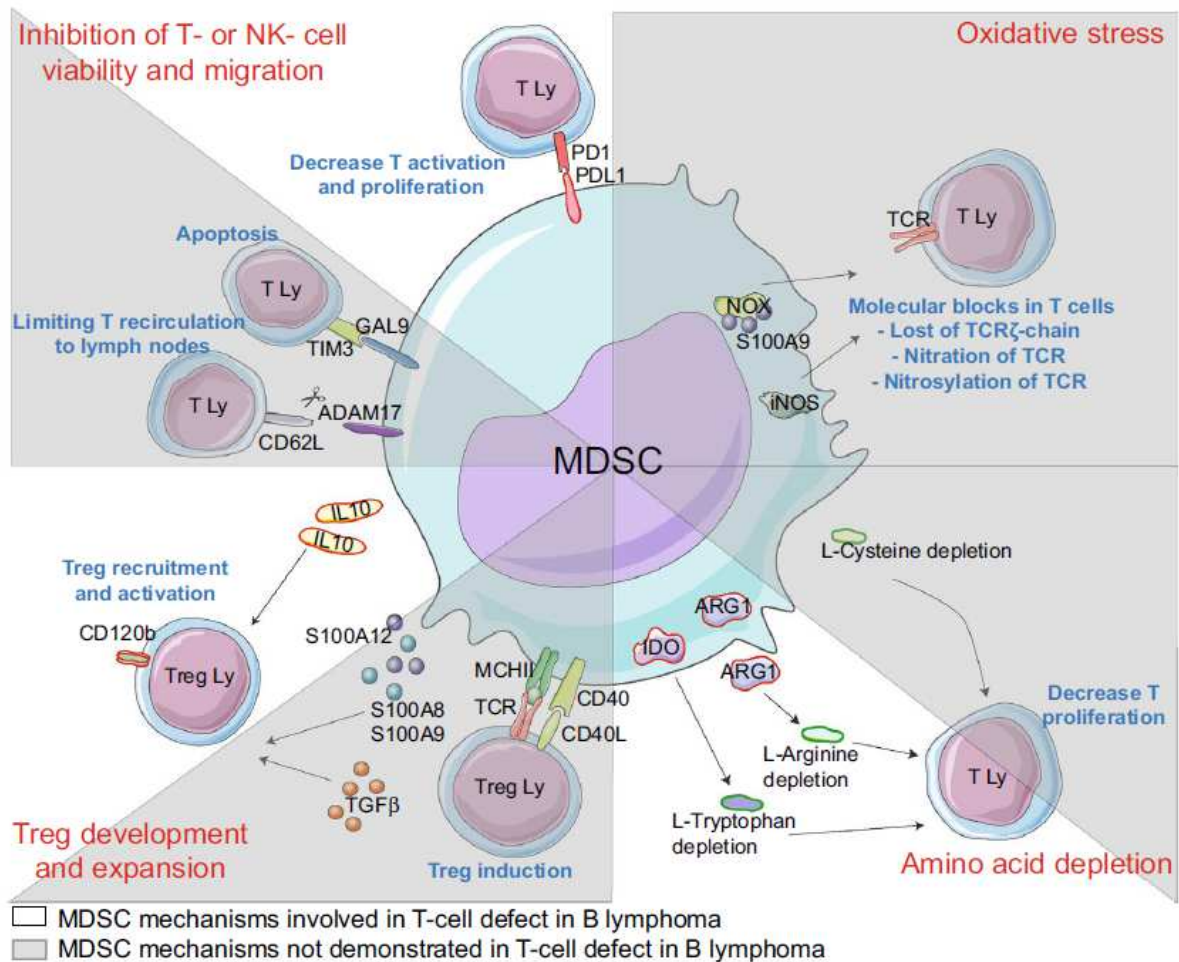 Inhibition of T- or NK- cell
viability and migration
Oxidative stress
T Ly
PD1
PDL1
Decrease T activation
and proliferation
Apoptosis
T Ly
GAL9
TIM3
Limiting T recirculation
to lymph nodes
T Ly
ADAM17
CD62L
TCR
T Ly
NOX
S100A9
iNOS
Molecular blocks in T cells
- Lost of TCRζ-chain
- Nitration of TCR
- Nitrosylation of TCR
MDSC
IL10
IL10
Treg recruitment
and activation
CD120b
Treg Ly
S100A12
S100A8
S100A9
TGFβ
MCHII
TCR
CD40
CD40L
Treg Ly
Treg induction
Treg development
and expansion
L-Cysteine depletion
ARG1
IDO
ARG1
L-Arginine
depletion
L-Tryptophan
depletion
Decrease T
proliferation
T Ly
Amino acid depletion
MDSC mechanisms involved in T-cell defect in B lymphoma
MDSC mechanisms not demonstrated in T-cell defect in B lymphoma